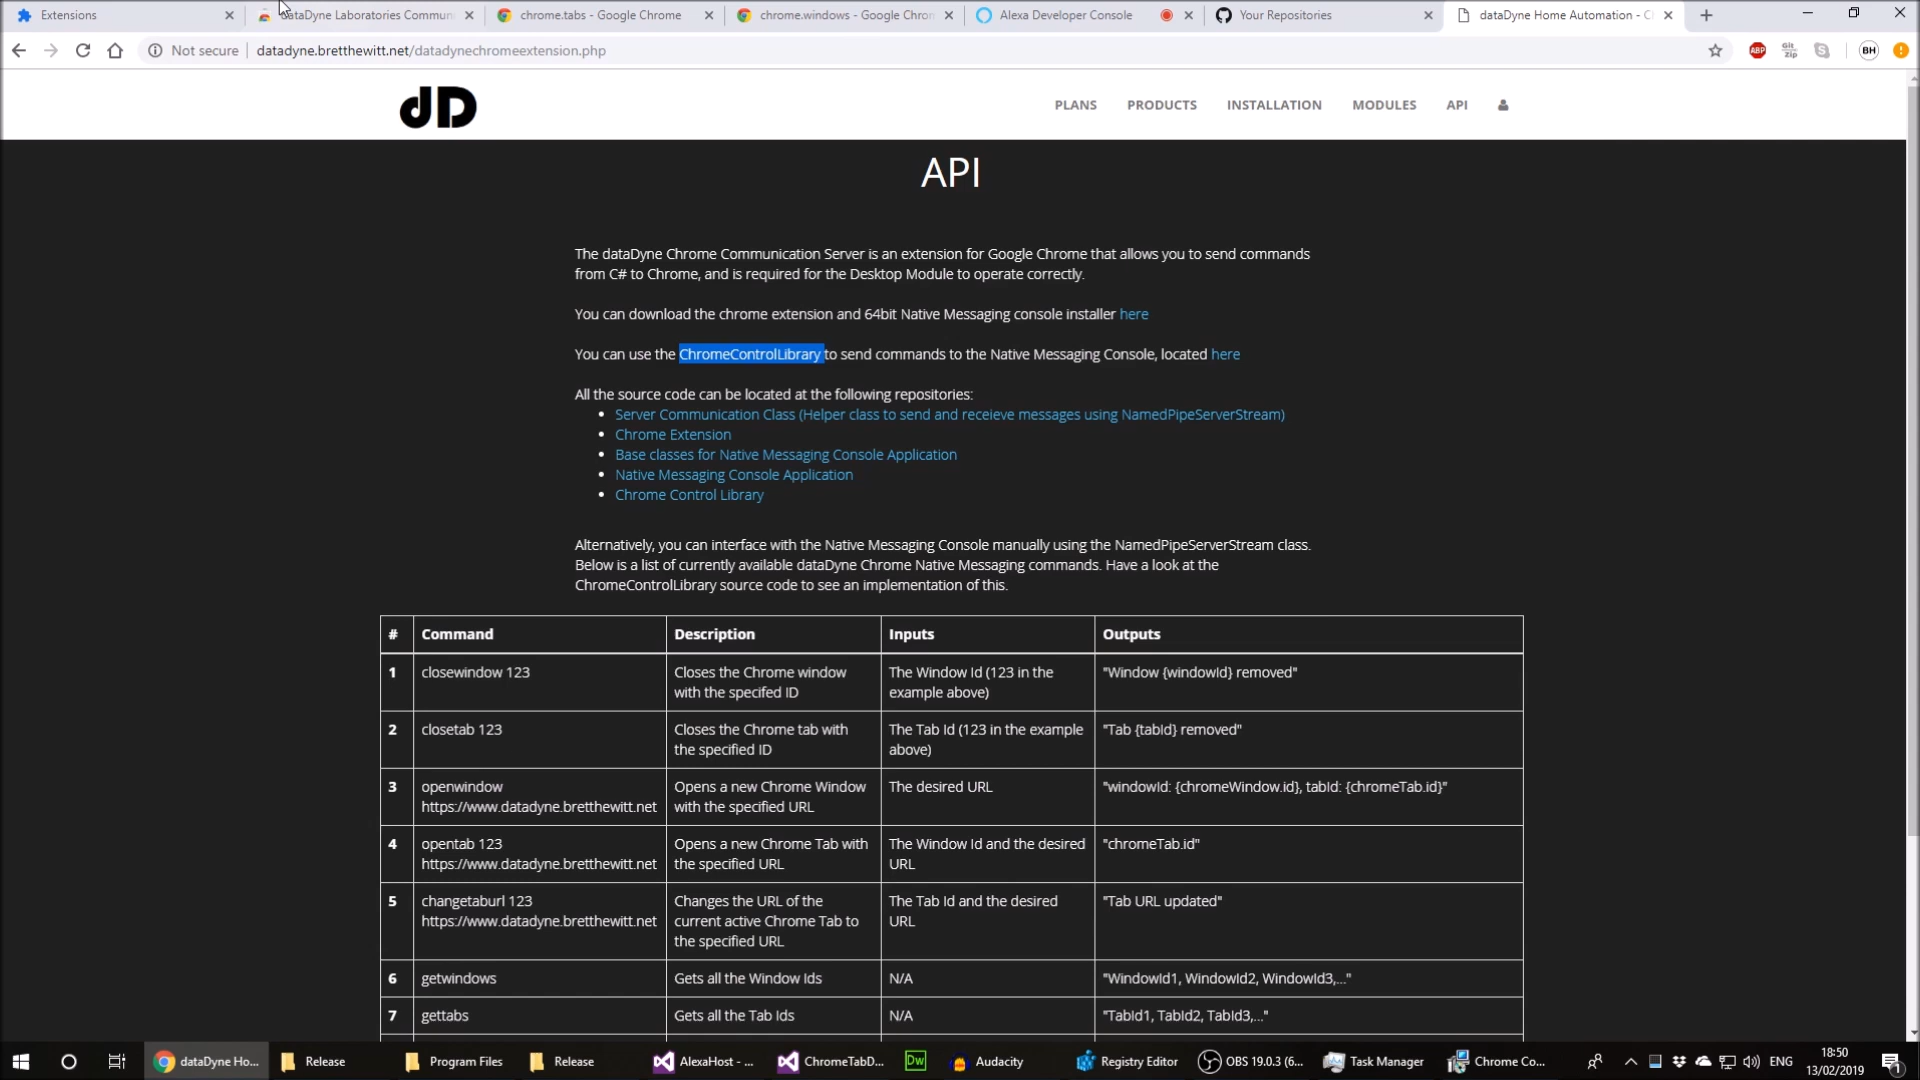 Extensions
dataDyne Laboratories Commun
chrome.tabs - Google Chrome
chrome.windows - Google Chrom
Alexa Developer Console
Your Repositories
dataDyne Home Automation - C
Not secure
datadyne.bretthewitt.net/datadynechromeextension.php
ABP
Git Zip
BH
dD
PLANS
PRODUCTS
INSTALLATION
MODULES
API
API
The dataDyne Chrome Communication Server is an extension for Google Chrome that allows you to send commands
from C# to Chrome, and is required for the Desktop Module to operate correctly.
You can download the chrome extension and 64bit Native Messaging console installer here
You can use the ChromeControlLibrary to send commands to the Native Messaging Console, located here
All the source code can be located at the following repositories:
• Server Communication Class (Helper class to send and receieve messages using NamedPipeServerStream)
• Chrome Extension
• Base classes for Native Messaging Console Application
• Native Messaging Console Application
• Chrome Control Library
Alternatively, you can interface with the Native Messaging Console manually using the NamedPipeServerStream class.
Below is a list of currently available dataDyne Chrome Native Messaging commands. Have a look at the
ChromeControlLibrary source code to see an implementation of this.
# Command Description Inputs Outputs
1 closewindow 123 Closes the Chrome window The Window Id (123 in the "Window {windowId} removed"
with the specifed ID example above)
2 closetab 123 Closes the Chrome tab with The Tab Id (123 in the example "Tab {tabId} removed"
the specified ID above)
3 openwindow Opens a new Chrome Window The desired URL "windowId: {chromeWindow.id}, tabId: {chromeTab.id}"
https://www.datadyne.bretthewitt.net with the specified URL
4 opentab 123 Opens a new Chrome Tab with The Window Id and the desired "chromeTab.id"
https://www.datadyne.bretthewitt.net the specified URL URL
5 changetaburl 123 Changes the URL of the The Tab Id and the desired "Tab URL updated"
https://www.datadyne.bretthewitt.net current active Chrome Tab to URL
the specified URL
6 getwindows Gets all the Window Ids N/A "WindowId1, WindowId2, WindowId3,..."
7 gettabs Gets all the Tab Ids N/A "TabId1, TabId2, TabId3,..."
dataDyne Ho...
Release
Program Files
Release
AlexaHost - ...
ChromeTabD...
Dw
Audacity
Registry Editor
OBS 19.0.3 (6...
Task Manager
Chrome Co...
ENG
18:50
13/02/2019
1